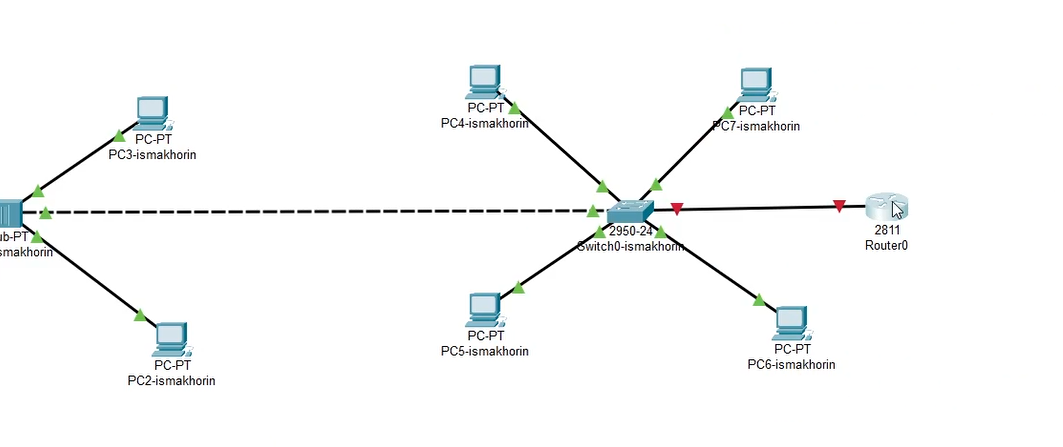 PC-PT
PC3-ismakhorin
PC-PT
PC4-ismakhorin
PC-PT
PC7-ismakhorin
ub-PT
smakhorin
2950-24
Switch0-ismakhorin
2811
Router0
PC-PT
PC2-ismakhorin
PC-PT
PC5-ismakhorin
PC-PT
PC6-ismakhorin